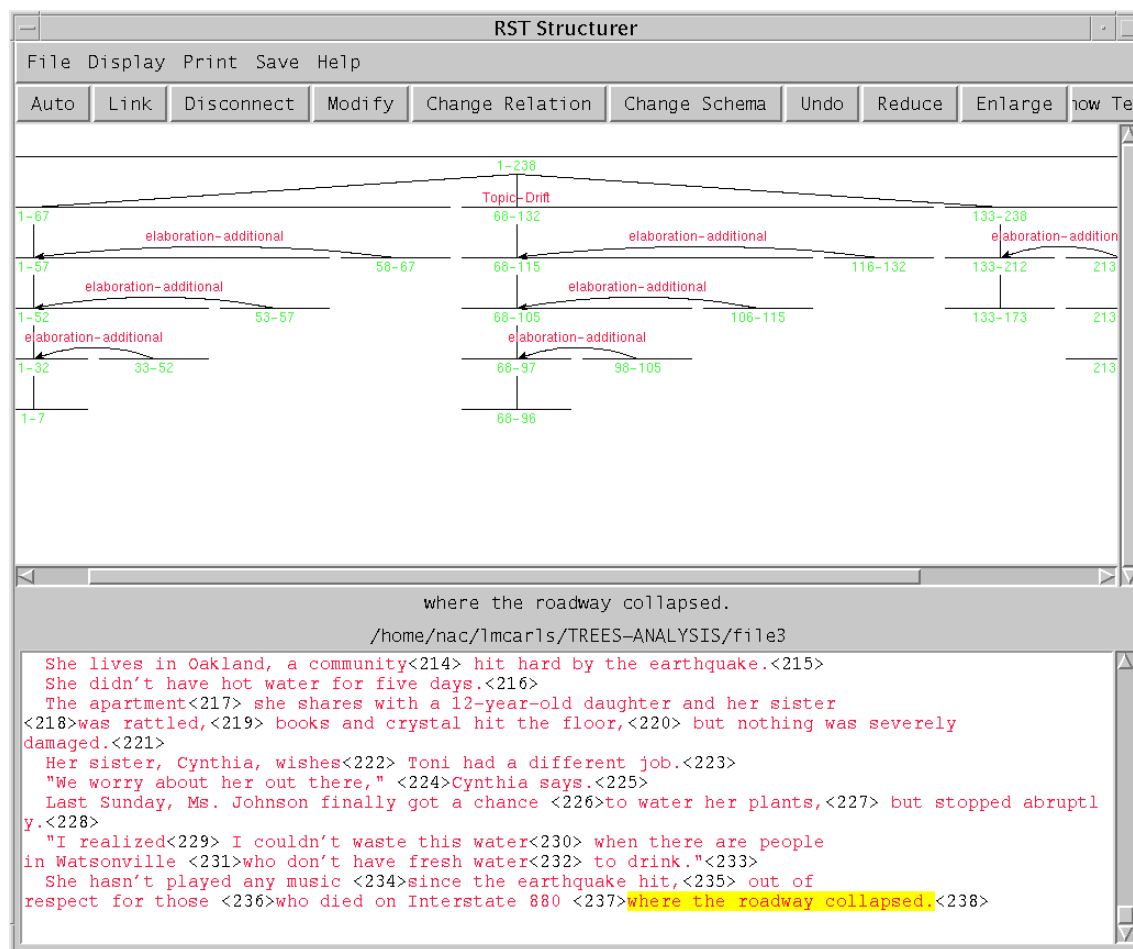 RST Structurer
File Display Print Save Help
Auto Link Disconnect Modify Change Relation Change Schema Undo Reduce Enlarge how Te
1-238
Topic-Drift
1-67 68-132 133-238
elaboration-additional elaboration-additional elaboration-addition
1-57 58-67 68-115 116-132 133-212 213
elaboration-additional elaboration-additional
1-52 53-57 68-105 106-115 133-173 213
elaboration-additional elaboration-additional
1-32 33-52 68-97 98-105 213
1-7 68-96
where the roadway collapsed.
/home/nac/lmcarls/TREES-ANALYSIS/file3
She lives in Oakland, a community<214> hit hard by the earthquake.<215>
She didn't have hot water for five days.<216>
The apartment<217> she shares with a 12-year-old daughter and her sister
<218>was rattled,<219> books and crystal hit the floor,<220> but nothing was severely
damaged.<221>
Her sister, Cynthia, wishes<222> Toni had a different job.<223>
"We worry about her out there," <224>Cynthia says.<225>
Last Sunday, Ms. Johnson finally got a chance <226>to water her plants,<227> but stopped abruptl
y.<228>
"I realized<229> I couldn't waste this water<230> when there are people
in Watsonville <231>who don't have fresh water<232> to drink."<233>
She hasn't played any music <234>since the earthquake hit,<235> out of
respect for those <236>who died on Interstate 880 <237>where the roadway collapsed.<238>